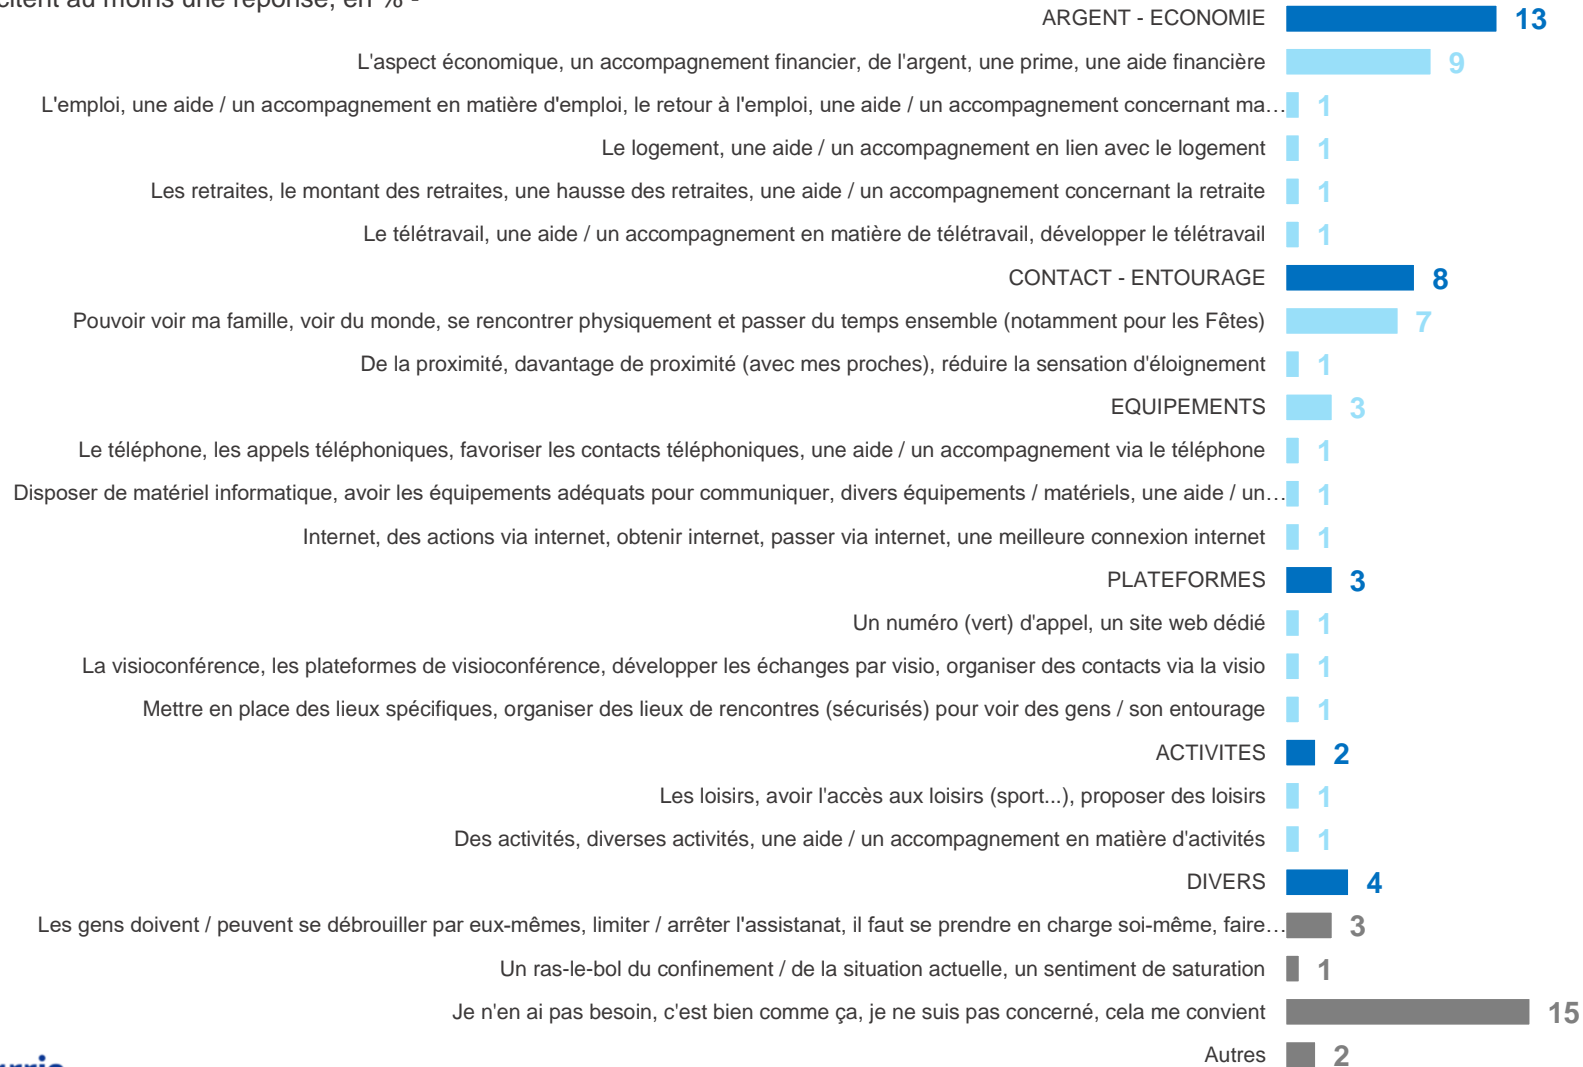 citent au moins une réponse, en % -
ARGENT - ECONOMIE 13
L'aspect économique, un accompagnement financier, de l'argent, une prime, une aide financière 9
L'emploi, une aide / un accompagnement en matière d'emploi, le retour à l'emploi, une aide / un accompagnement concernant ma… 1
Le logement, une aide / un accompagnement en lien avec le logement 1
Les retraites, le montant des retraites, une hausse des retraites, une aide / un accompagnement concernant la retraite 1
Le télétravail, une aide / un accompagnement en matière de télétravail, développer le télétravail 1
CONTACT - ENTOURAGE 8
Pouvoir voir ma famille, voir du monde, se rencontrer physiquement et passer du temps ensemble (notamment pour les Fêtes) 7
De la proximité, davantage de proximité (avec mes proches), réduire la sensation d'éloignement 1
EQUIPEMENTS 3
Le téléphone, les appels téléphoniques, favoriser les contacts téléphoniques, une aide / un accompagnement via le téléphone 1
Disposer de matériel informatique, avoir les équipements adéquats pour communiquer, divers équipements / matériels, une aide / un… 1
Internet, des actions via internet, obtenir internet, passer via internet, une meilleure connexion internet 1
PLATEFORMES 3
Un numéro (vert) d'appel, un site web dédié 1
La visioconférence, les plateformes de visioconférence, développer les échanges par visio, organiser des contacts via la visio 1
Mettre en place des lieux spécifiques, organiser des lieux de rencontres (sécurisés) pour voir des gens / son entourage 1
ACTIVITES 2
Les loisirs, avoir l'accès aux loisirs (sport...), proposer des loisirs 1
Des activités, diverses activités, une aide / un accompagnement en matière d'activités 1
DIVERS 4
Les gens doivent / peuvent se débrouiller par eux-mêmes, limiter / arrêter l'assistanat, il faut se prendre en charge soi-même, faire… 3
Un ras-le-bol du confinement / de la situation actuelle, un sentiment de saturation 1
Je n'en ai pas besoin, c'est bien comme ça, je ne suis pas concerné, cela me convient 15
Autres 2